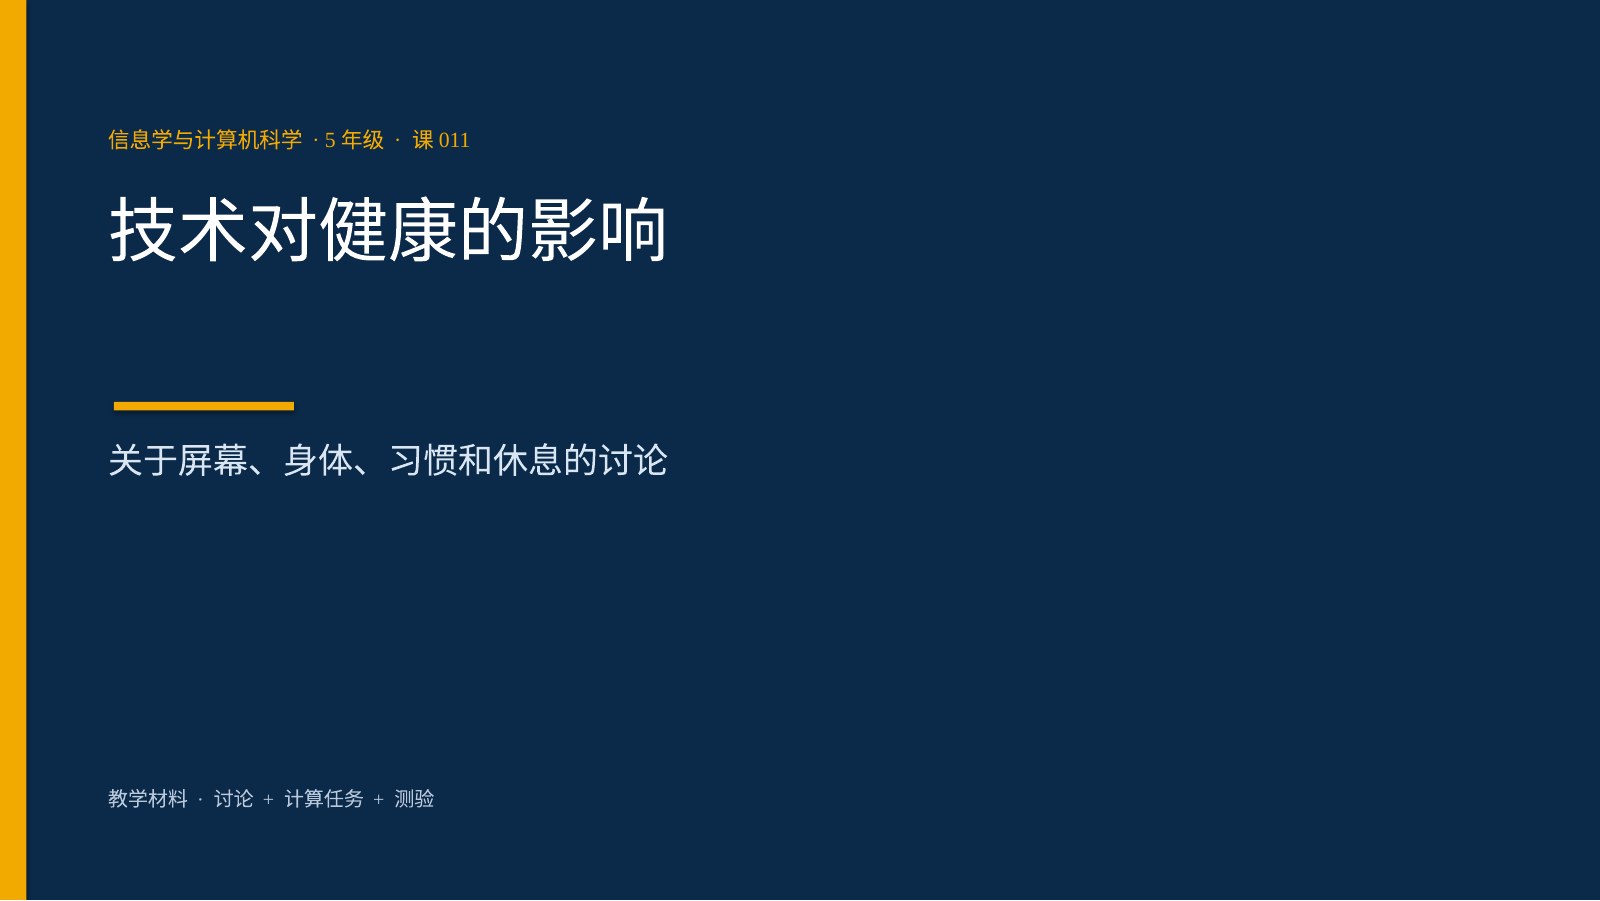 信息学与计算机科学 · 5 年级 · 课 011
技术对健康的影响
关于屏幕、身体、习惯和休息的讨论
教学材料 · 讨论 + 计算任务 + 测验